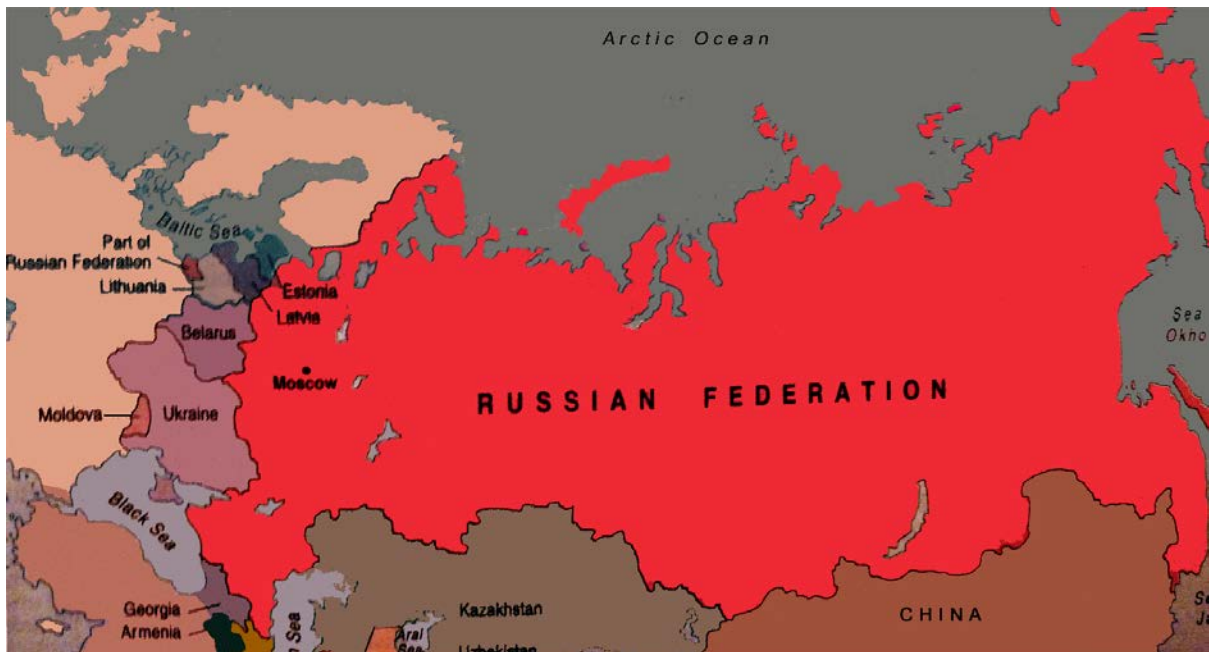 Arctic Ocean
Baltic Sea
Part of
Russian Federation
Lithuania
Estonia
Latvia
Belarus
Moscow
RUSSIAN FEDERATION
Sea
Moldova
Ukraine
Black Sea
Georgia
Armenia
Kazakhstan
CHINA
Aral
Sea
Sea